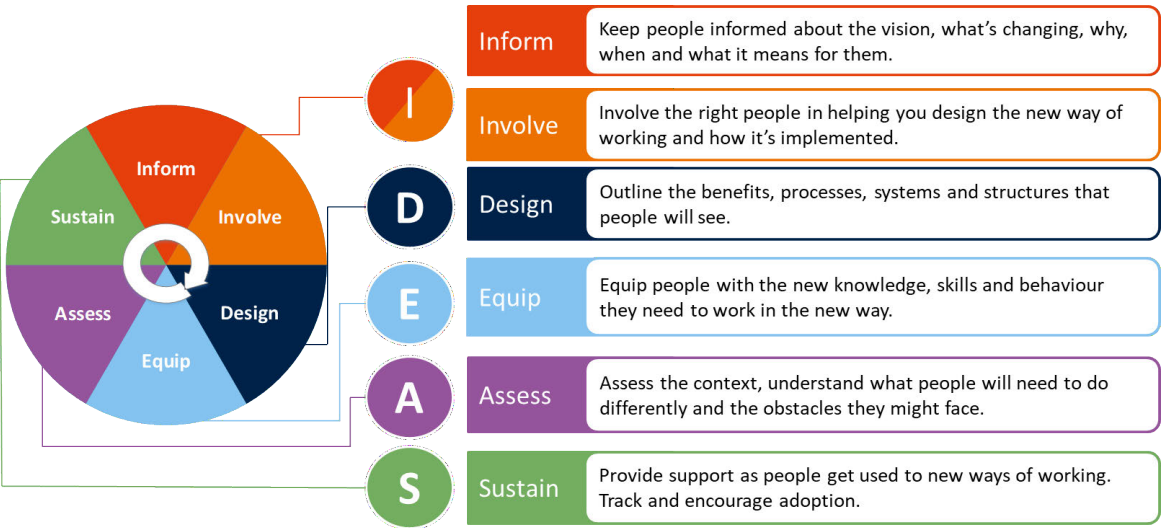 Inform
Involve
Design
Equip
Assess
Sustain
I
D
E
A
S
Inform
Keep people informed about the vision, what's changing, why,
when and what it means for them.
Involve
Involve the right people in helping you design the new way of
working and how it's implemented.
Design
Outline the benefits, processes, systems and structures that
people will see.
Equip
Equip people with the new knowledge, skills and behaviour
they need to work in the new way.
Assess
Assess the context, understand what people will need to do
differently and the obstacles they might face.
Sustain
Provide support as people get used to new ways of working.
Track and encourage adoption.